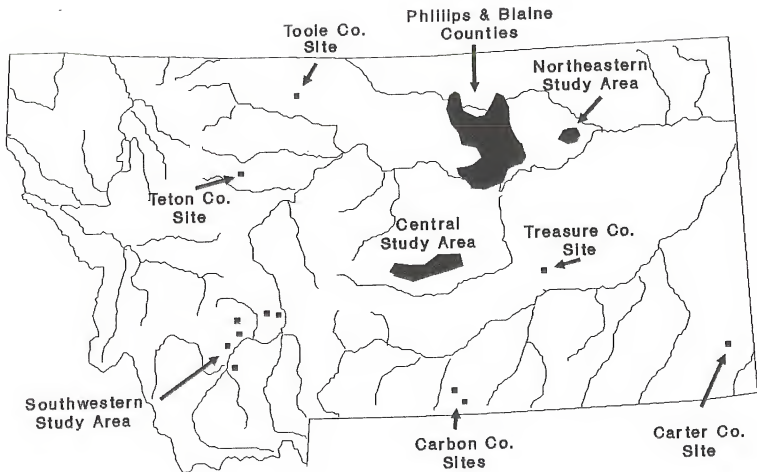 Phillips & Blaine
Counties
Toole Co.
Site
Northeastern
Study Area
Teton Co.
Site
Central
Study Area
Treasure Co.
Site
Southwestern
Study Area
Carbon Co.
Sites
Carter Co.
Site